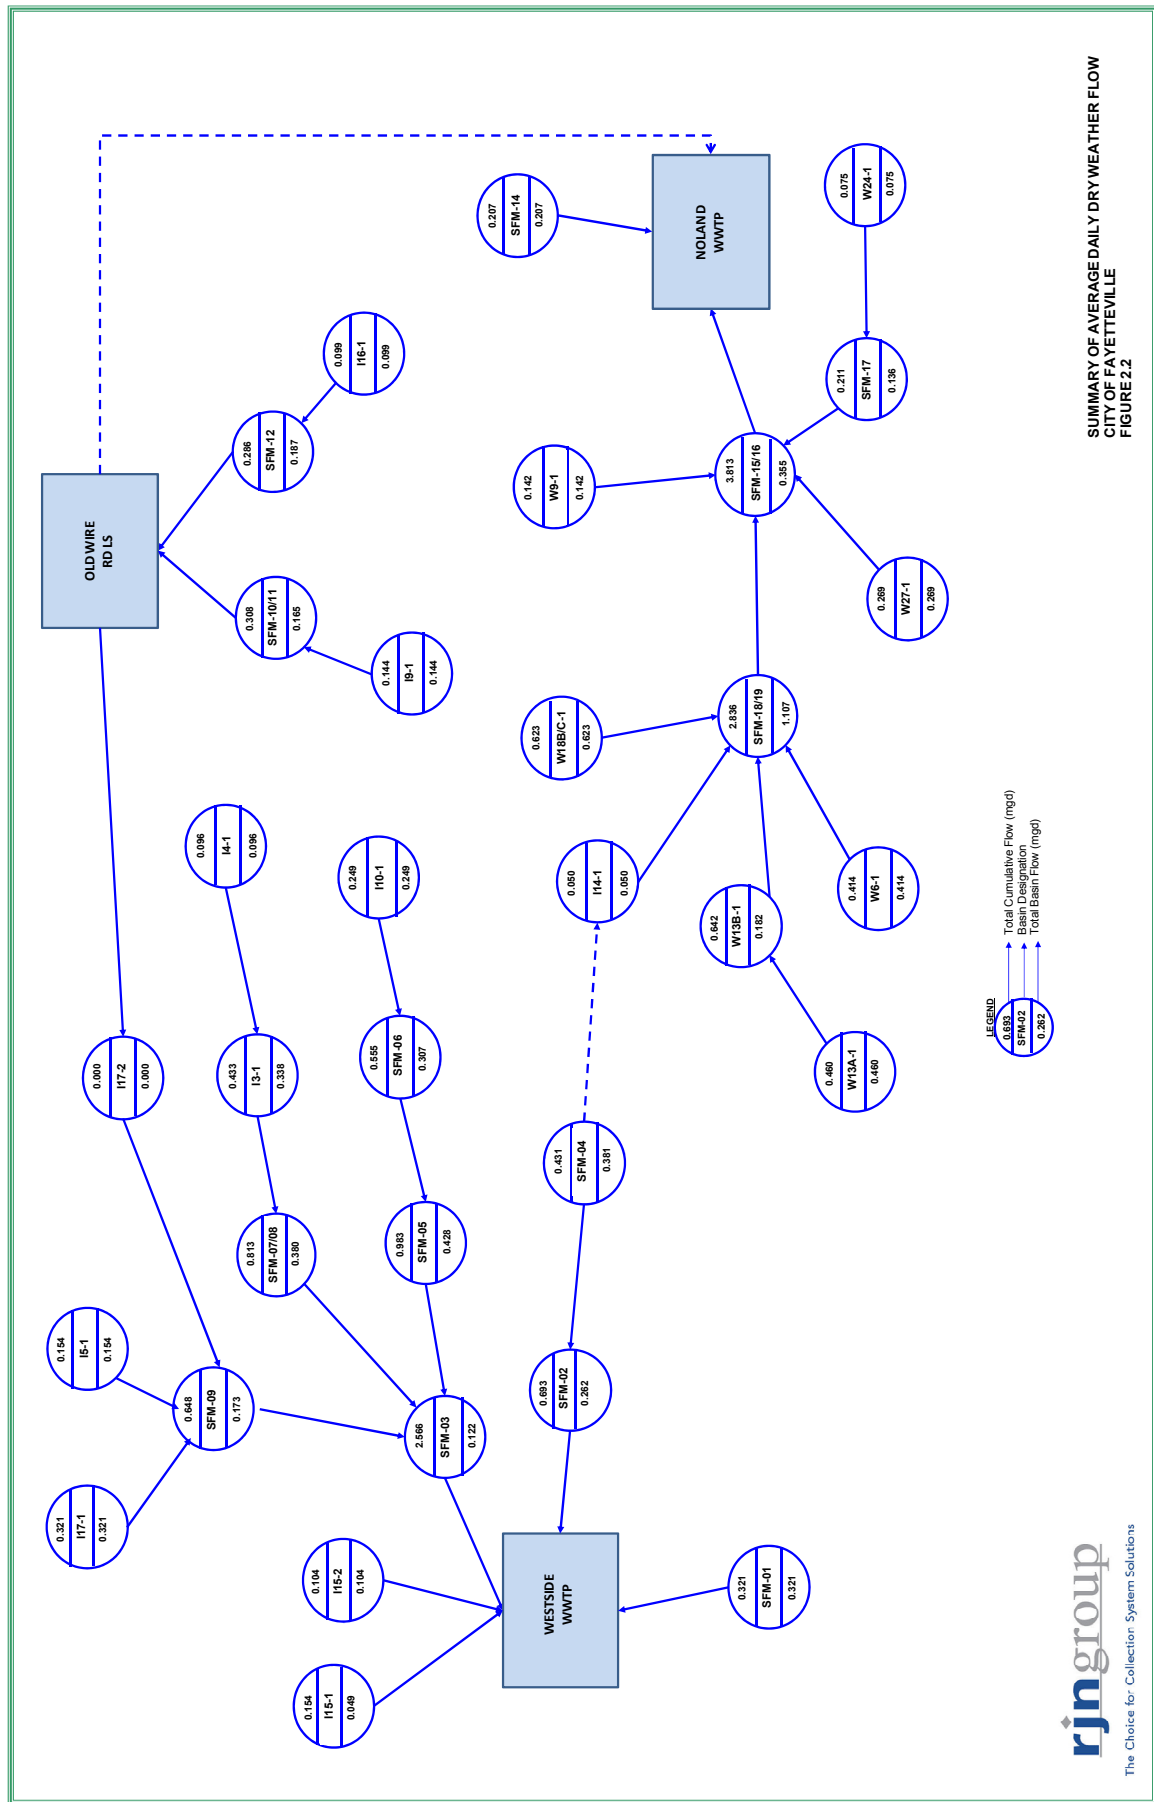 OLD WIRE
RD LS
0.286
SFM-12
0.187
0.099
I16-1
0.099
0.308
SFM-10/11
0.165
0.144
I9-1
0.144
0.207
SFM-14
0.207
NOLAND
WWTP
0.075
W24-1
0.075
0.211
SFM-17
0.136
0.142
W9-1
0.142
3.813
SFM-15/16
0.355
0.269
W27-1
0.269
0.623
W18B/C-1
0.623
2.836
SFM-18/19
1.107
0.050
I14-1
0.050
0.642
W13B-1
0.182
0.414
W6-1
0.414
0.460
W13A-1
0.460
0.000
I17-2
0.000
0.096
I4-1
0.096
0.433
I3-1
0.338
0.249
I10-1
0.249
0.555
SFM-06
0.307
0.813
SFM-07/08
0.380
0.983
SFM-05
0.428
0.431
SFM-04
0.381
0.154
I5-1
0.154
0.648
SFM-09
0.173
0.321
I17-1
0.321
2.566
SFM-03
0.122
0.693
SFM-02
0.262
0.104
I15-2
0.104
0.154
I15-1
0.049
WESTSIDE
WWTP
0.321
SFM-01
0.321
LEGEND
0.693 Total Cumulative Flow (mgd)
SFM-02 Basin Designation
0.262 Total Basin Flow (mgd)
SUMMARY OF AVERAGE DAILY DRY WEATHER FLOW
CITY OF FAYETTEVILLE
FIGURE 2.2
rjngroup
The Choice for Collection System Solutions